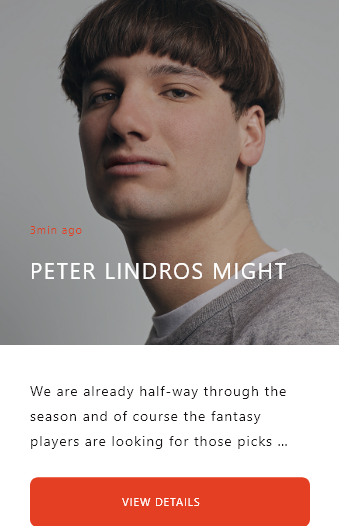 3min ago
PETER LINDROS MIGHT
We are already half-way through the
season and of course the fantasy
players are looking for those picks ...
VIEW DETAILS